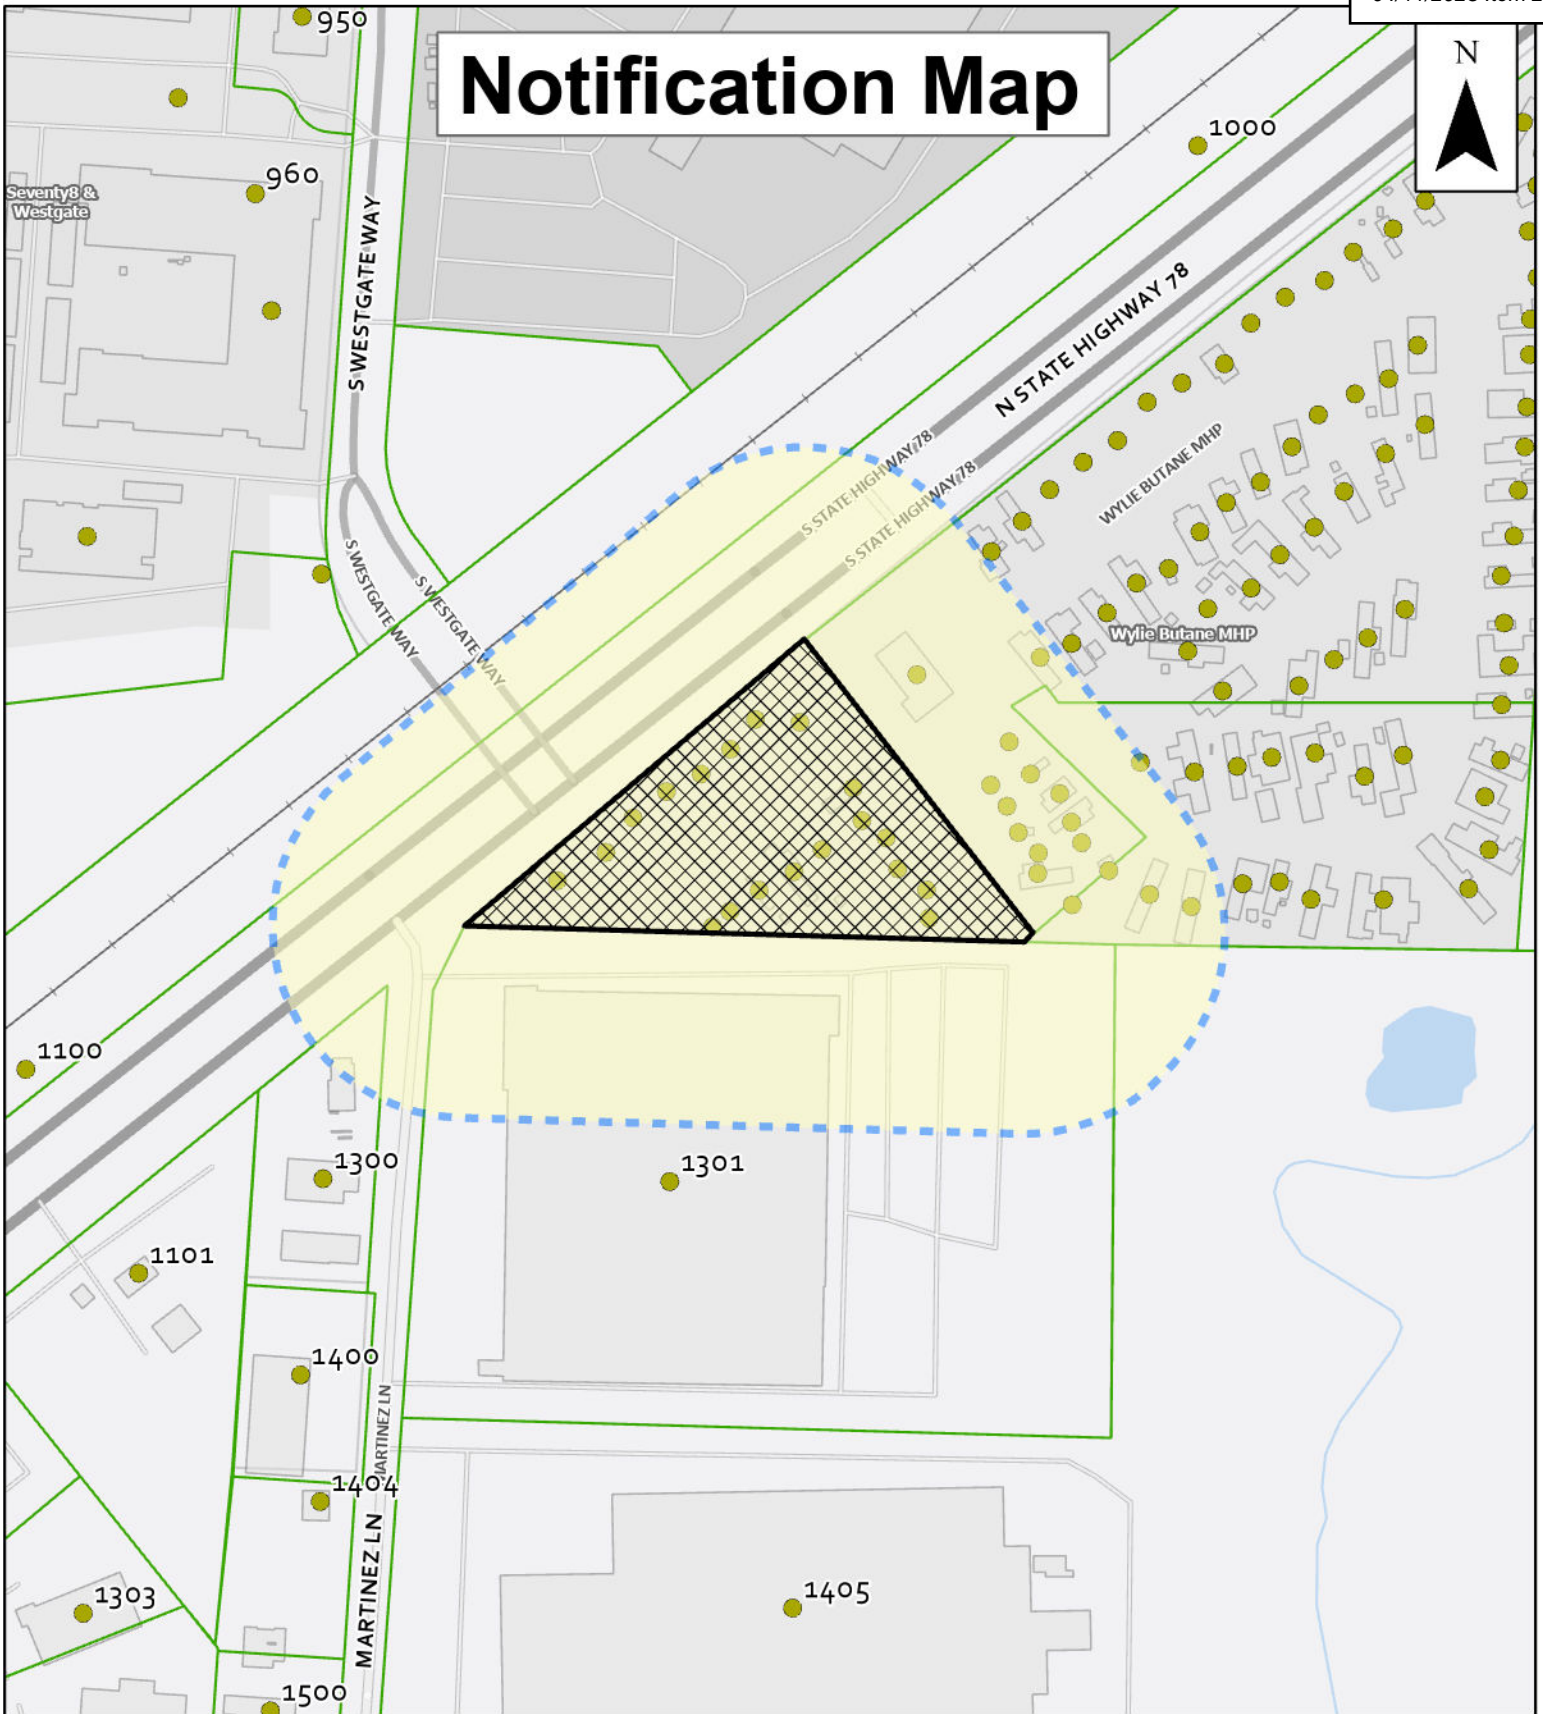 950
Notification Map
N
1000
960
Seventy8 &
Westgate
S WESTGATE WAY
N STATE HIGHWAY 78
S STATE HIGHWAY 78
S STATE HIGHWAY 78
WYLIE BUTANE MHP
S WESTGATE WAY
S WESTGATE WAY
Wylie Butane MHP
1100
1300
1301
1101
1400
MARTINEZ LN
1404
MARTINEZ LN
1303
1405
1500